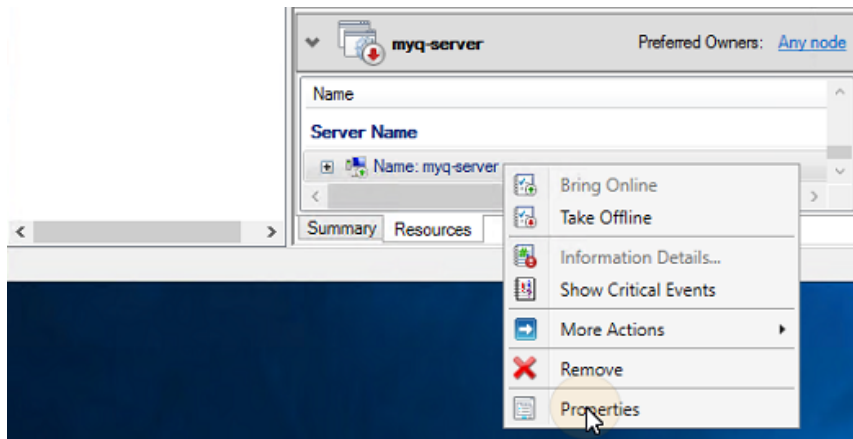 myq-server Preferred Owners: Any node
Name
Server Name
Name: myq-server
Bring Online
Take Offline
Summary Resources
Information Details...
Show Critical Events
More Actions
Remove
Properties